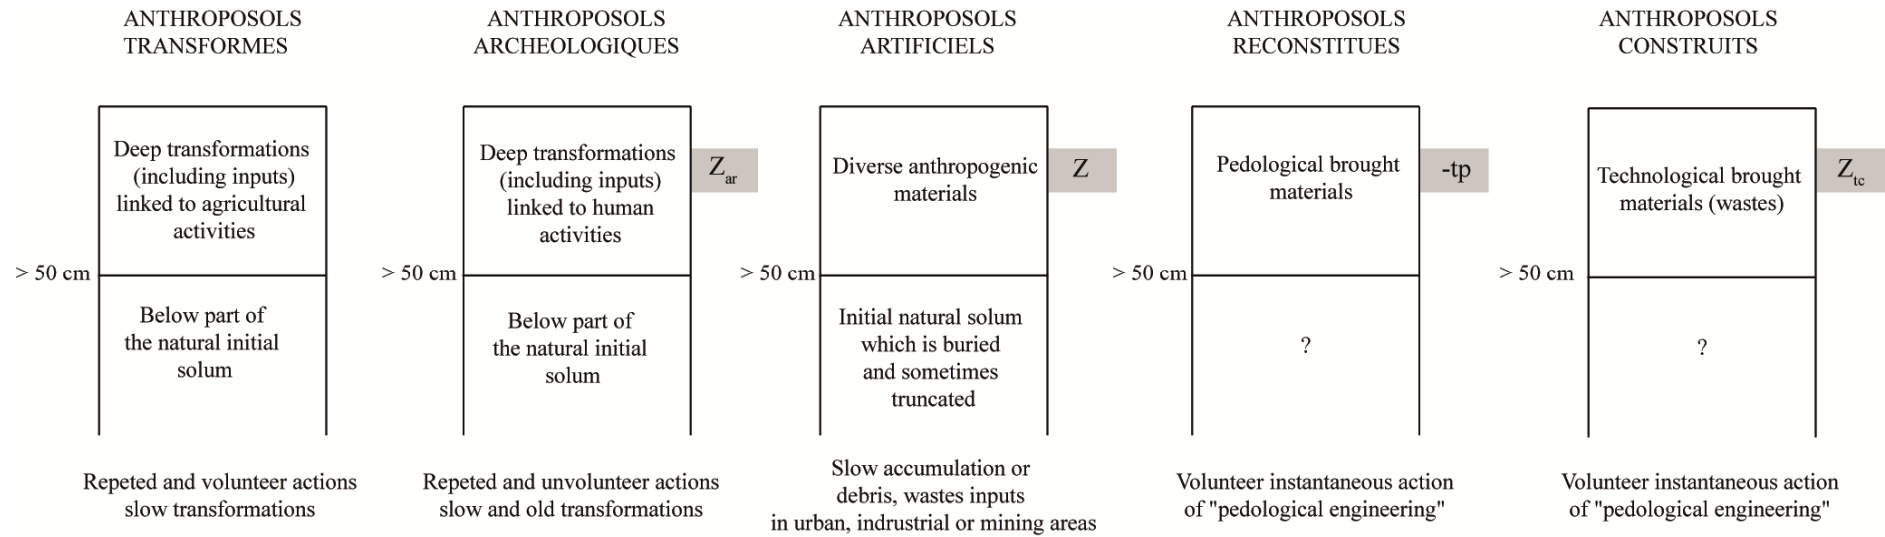 ANTHROPOSOLS
TRANSFORMES
Deep transformations
(including inputs)
linked to agricultural
activities
> 50 cm
Below part of
the natural initial
solum
Repeted and volunteer actions
slow transformations
ANTHROPOSOLS
ARCHEOLOGIQUES
Deep transformations
(including inputs)
linked to human
activities
Zar
> 50 cm
Below part of
the natural initial
solum
Repeted and unvolunteer actions
slow and old transformations
ANTHROPOSOLS
ARTIFICIELS
Diverse anthropogenic
materials
Z
> 50 cm
Initial natural solum
which is buried
and sometimes
truncated
Slow accumulation or
debris, wastes inputs
in urban, indrustrial or mining areas
ANTHROPOSOLS
RECONSTITUES
Pedological brought
materials
-tp
> 50 cm
?
Volunteer instantaneous action
of "pedological engineering"
ANTHROPOSOLS
CONSTRUITS
Technological brought
materials (wastes)
Ztc
> 50 cm
?
Volunteer instantaneous action
of "pedological engineering"